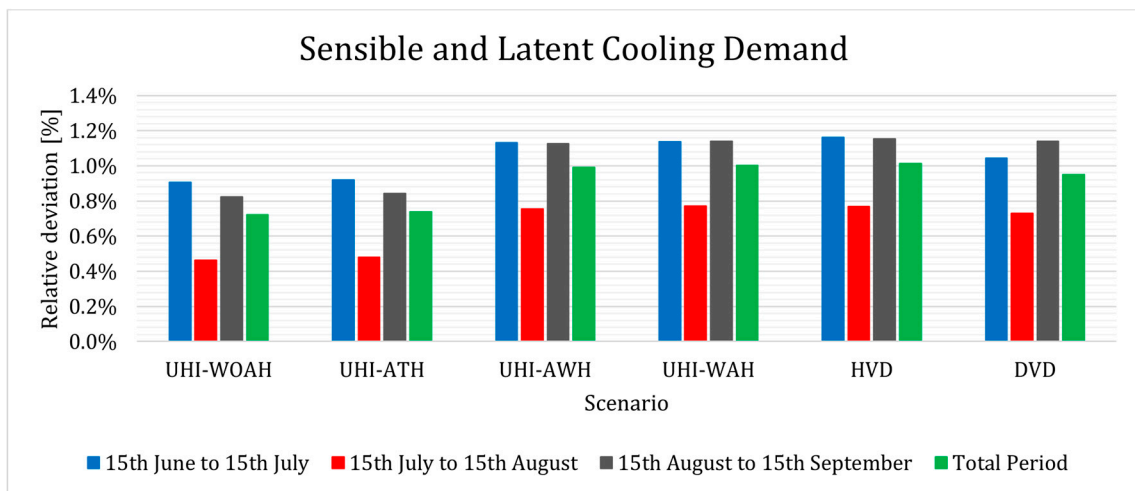 Sensible and Latent Cooling Demand
Relative deviation [%]
1.4%
1.2%
1.0%
0.8%
0.6%
0.4%
0.2%
0.0%
UHI-WOAH UHI-ATH UHI-AWH UHI-WAH HVD DVD
Scenario
15th June to 15th July 15th July to 15th August 15th August to 15th September Total Period